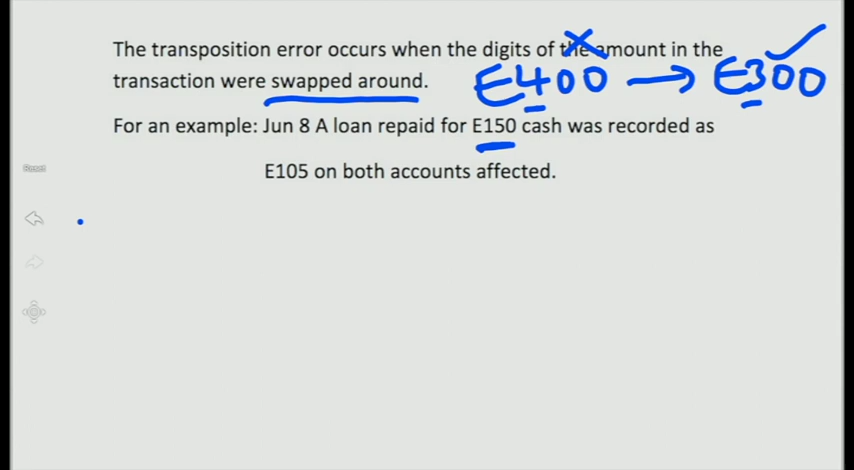 The transposition error occurs when the digits of the amount in the
transaction were swapped around.
E400 → E300
For an example: Jun 8 A loan repaid for E150 cash was recorded as
E105 on both accounts affected.
Reset